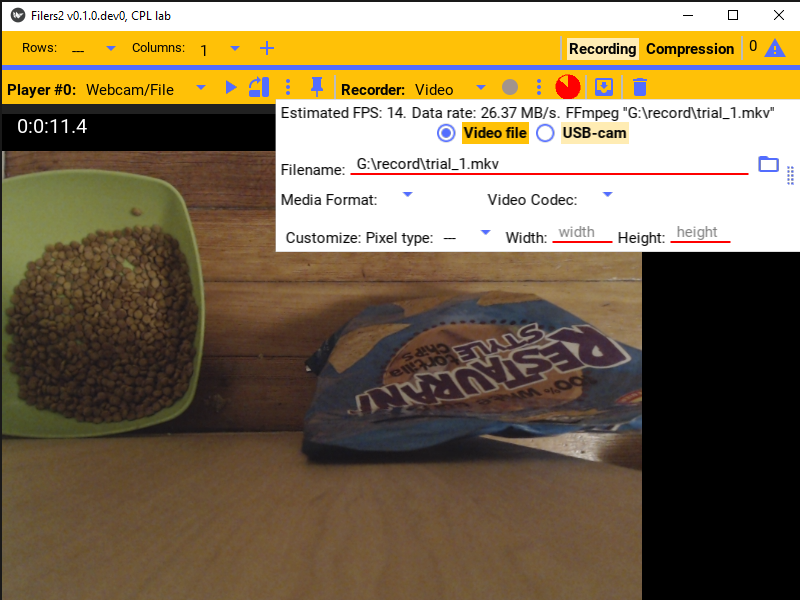 Filers2 v0.1.0.dev0, CPL lab
Rows: --- Columns: 1 Recording Compression 0
Player #0: Webcam/File Recorder: Video
Estimated FPS: 14. Data rate: 26.37 MB/s. FFmpeg "G:\record\trial_1.mkv"
0:0:11.4
Video file USB-cam
Filename: G:\record\trial_1.mkv
Media Format: Video Codec:
Customize: Pixel type: --- Width: width Height: height
RESTAURANT
STYLE
Tortilla
CHIPS
100% Whi